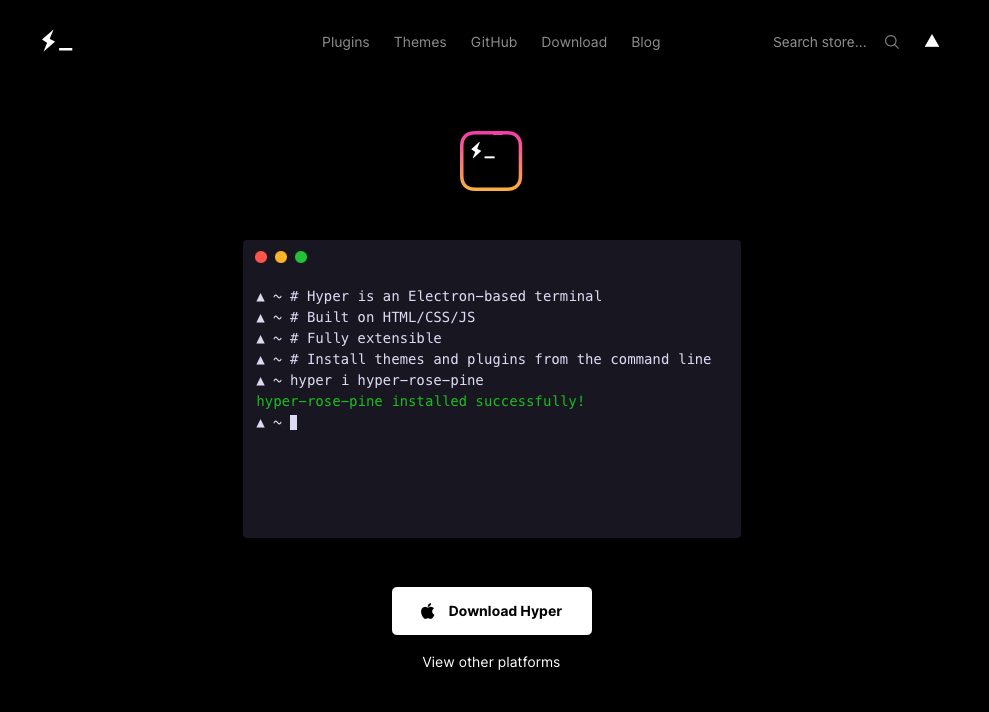 Plugins Themes GitHub Download Blog Search store...
▲ ~ # Hyper is an Electron-based terminal
▲ ~ # Built on HTML/CSS/JS
▲ ~ # Fully extensible
▲ ~ # Install themes and plugins from the command line
▲ ~ hyper i hyper-rose-pine
hyper-rose-pine installed successfully!
▲ ~
Download Hyper
View other platforms